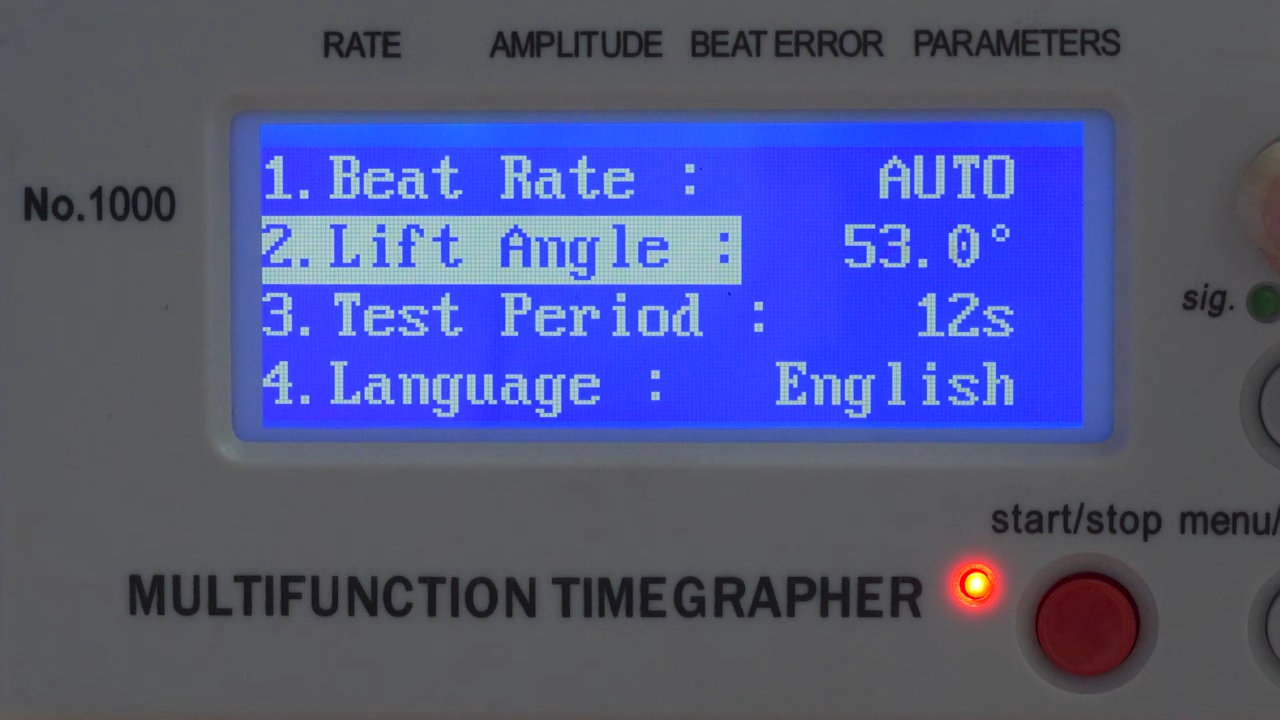 RATE AMPLITUDE BEAT ERROR PARAMETERS
No.1000
1.Beat Rate : AUTO
2.Lift Angle : 53.0°
3.Test Period : 12s
4.Language : English
sig.
start/stop menu/
MULTIFUNCTION TIMEGRAPHER